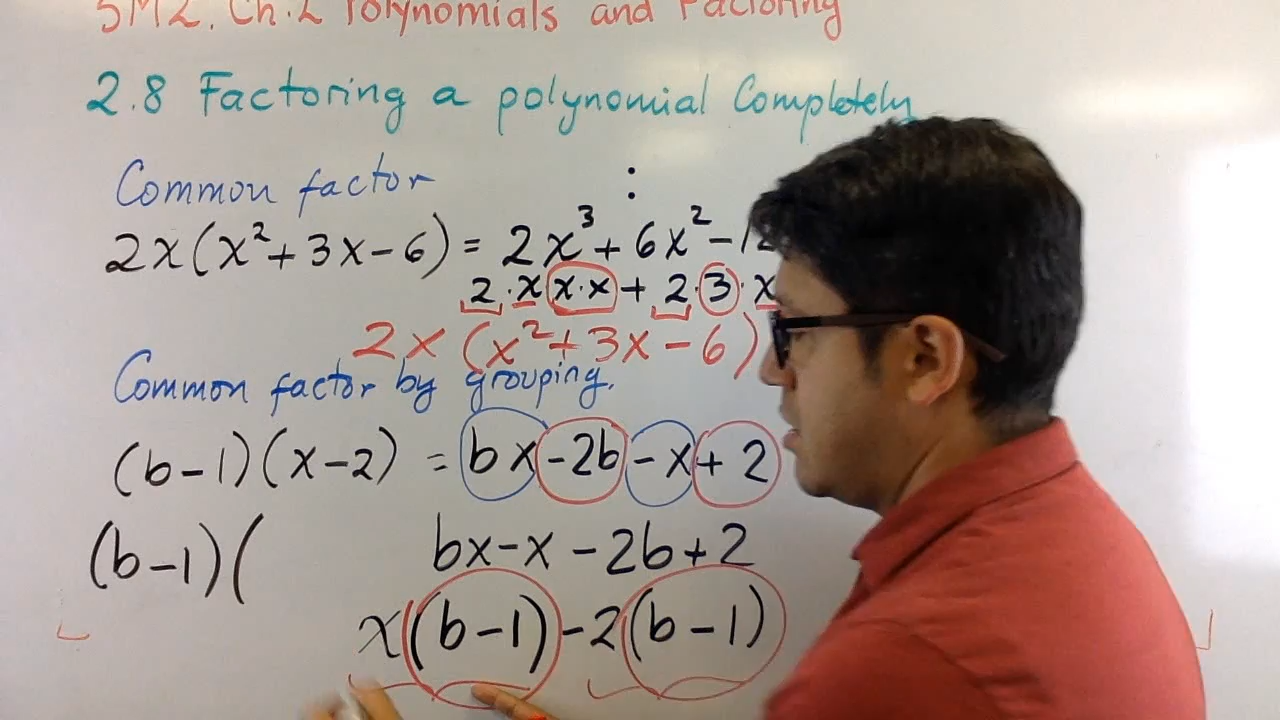 SM2. Ch.2 Polynomials and Factoring
2.8 Factoring a polynomial Completely
Common factor :
2x(x²+3x-6) = 2x³+6x²-12
2·x x·x + 2·3·x
2x (x²+3x-6)
Common factor by grouping.
(b-1)(x-2) = bx-2b-x+2
(b-1)( bx-x-2b+2
x(b-1)-2(b-1)